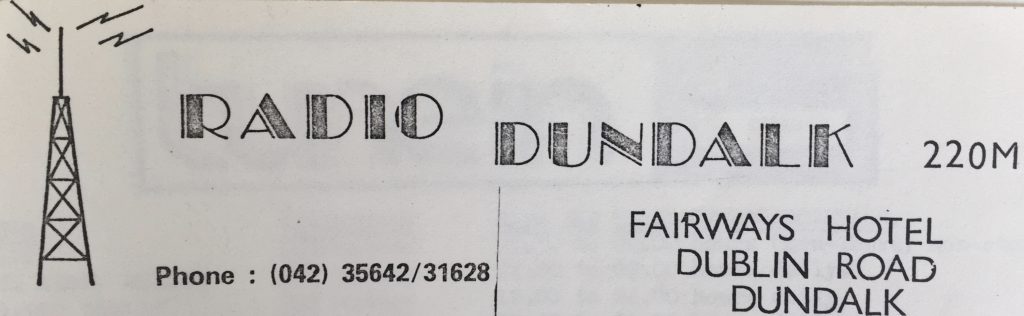 RADIO
DUNDALK 220M
FAIRWAYS HOTEL
DUBLIN ROAD
Phone : (042) 35642/31628
DUNDALK